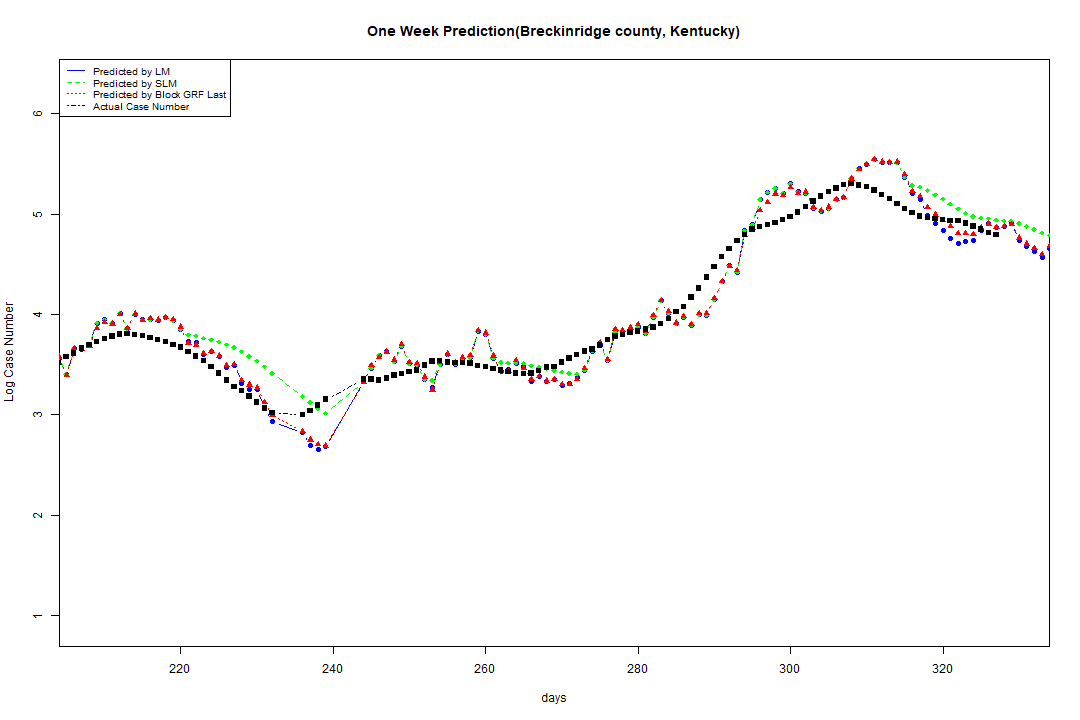 One Week Prediction(Breckinridge county, Kentucky)
Predicted by LM
Predicted by SLM
Predicted by Block GRF Last
Actual Case Number
6
5
4
3
2
1
Log Case Number
220 240 260 280 300 320
days